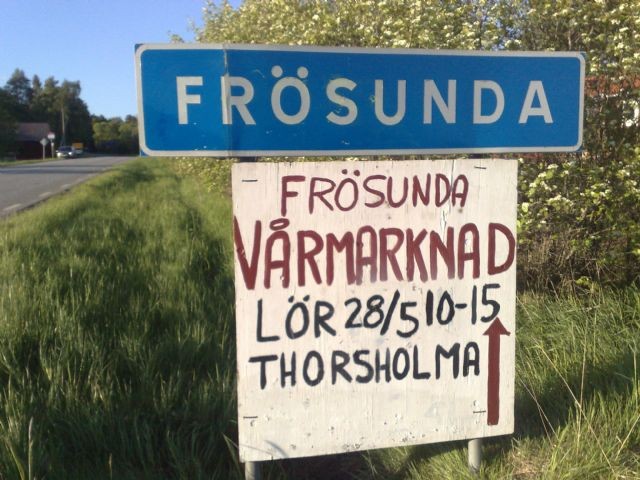 FRÖSUNDA
FRÖSUNDA
VÅRMARKNAD
LÖR 28/5 10-15
THORSHOLMA